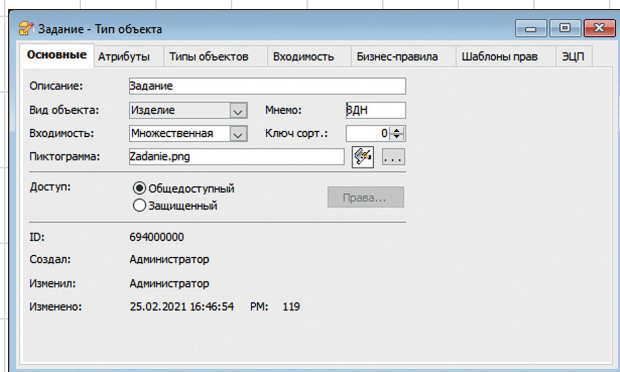 Задание - Тип объекта
Основные Атрибуты Типы объектов Входимость Бизнес-правила Шаблоны прав ЭЦП
Описание: Задание
Вид объекта: Изделие Мнемо: ЗДН
Входимость: Множественная Ключ сорт.: 0
Пиктограмма: Zadanie.png ...
Доступ: Общедоступный
Защищенный
Права...
ID: 694000000
Создал: Администратор
Изменил: Администратор
Изменено: 25.02.2021 16:46:54 РМ: 119